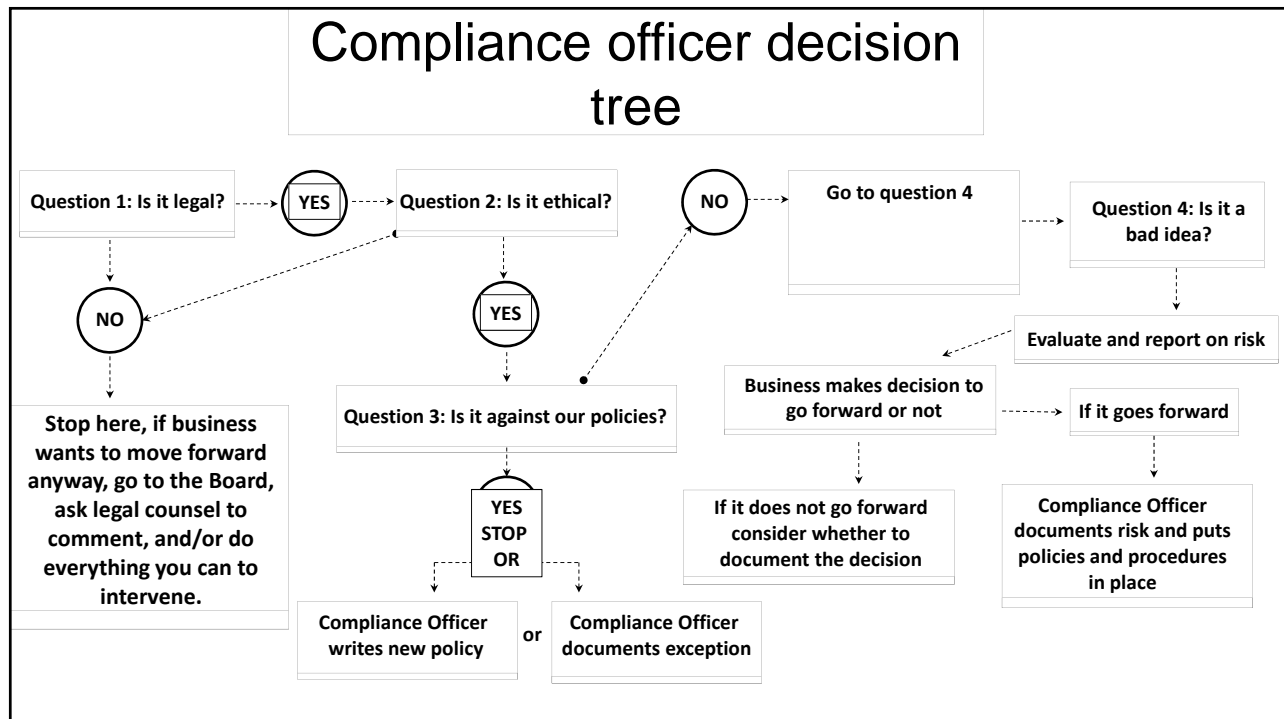 Compliance officer decision
tree
Question 1: Is it legal?
YES
Question 2: Is it ethical?
NO
Go to question 4
Question 4: Is it a
bad idea?
NO
YES
Evaluate and report on risk
Stop here, if business
wants to move forward
anyway, go to the Board,
ask legal counsel to
comment, and/or do
everything you can to
intervene.
Question 3: Is it against our policies?
Business makes decision to
go forward or not
If it goes forward
YES
STOP
OR
If it does not go forward
consider whether to
document the decision
Compliance Officer
documents risk and puts
policies and procedures
in place
Compliance Officer
writes new policy
or
Compliance Officer
documents exception